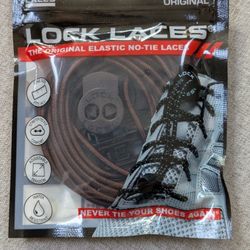 ORIGINAL
LOCK LACES®
THE ORIGINAL ELASTIC NO-TIE LACES
NEVER TIE YOUR SHOES AGAIN